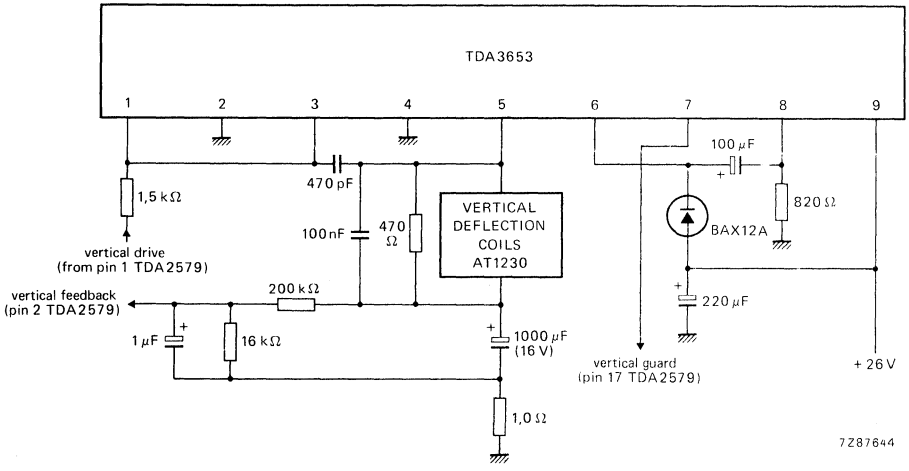 TDA3653
1 2 3 4 5 6 7 8 9
100 µF
+
470 pF
1,5 kΩ
820 Ω
100 nF
470
Ω
VERTICAL
DEFLECTION
COILS
AT1230
BAX12A
vertical drive
(from pin 1 TDA2579)
vertical feedback
(pin 2 TDA2579)
200 kΩ
+
220 µF
+
1 µF
16 kΩ
+
1000 µF
(16 V)
vertical guard
(pin 17 TDA2579)
+ 26 V
1,0 Ω
7Z87644